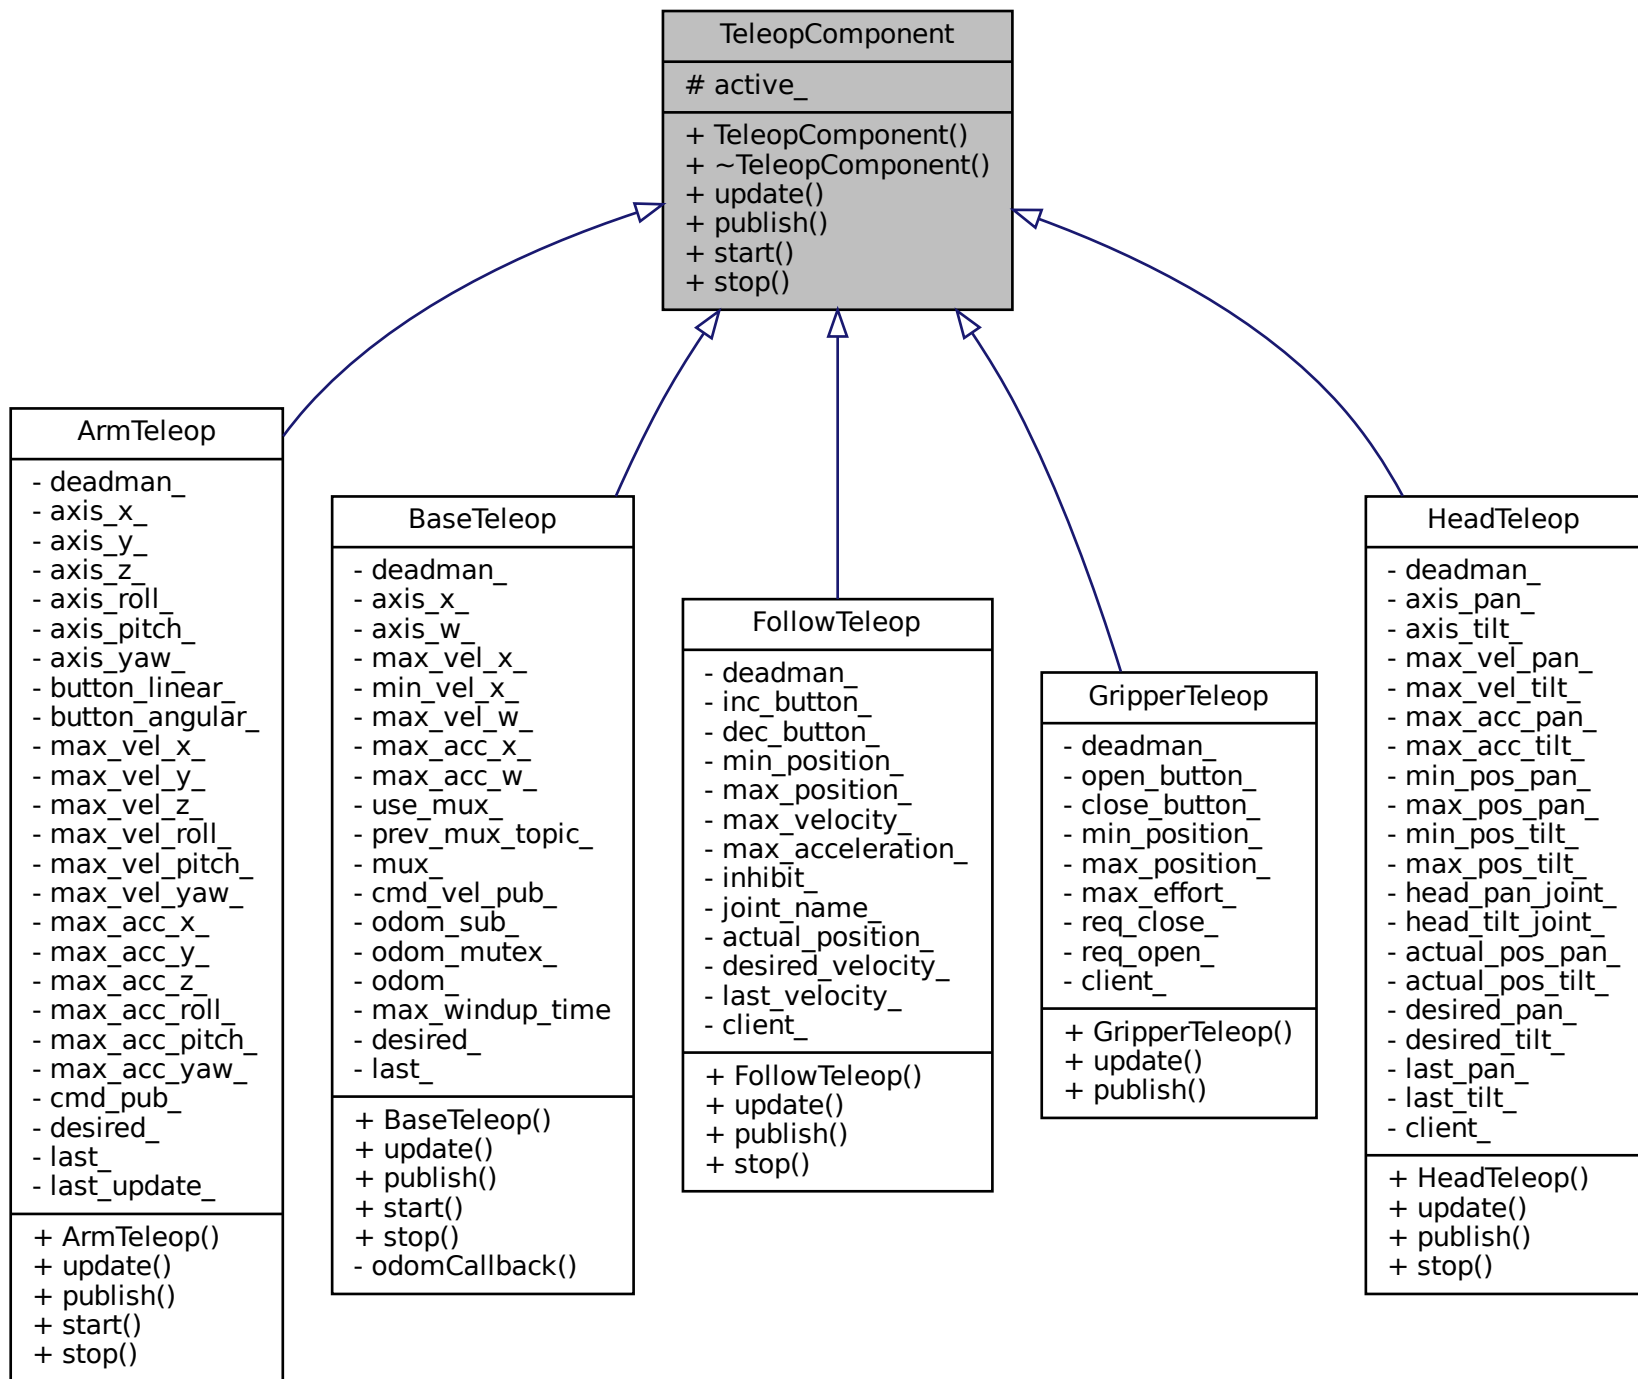 TeleopComponent
# active_
+ TeleopComponent()
+ ~TeleopComponent()
+ update()
+ publish()
+ start()
+ stop()
ArmTeleop
- deadman_
- axis_x_
- axis_y_
- axis_z_
- axis_roll_
- axis_pitch_
- axis_yaw_
- button_linear_
- button_angular_
- max_vel_x_
- max_vel_y_
- max_vel_z_
- max_vel_roll_
- max_vel_pitch_
- max_vel_yaw_
- max_acc_x_
- max_acc_y_
- max_acc_z_
- max_acc_roll_
- max_acc_pitch_
- max_acc_yaw_
- cmd_pub_
- desired_
- last_
- last_update_
+ ArmTeleop()
+ update()
+ publish()
+ start()
+ stop()
BaseTeleop
- deadman_
- axis_x_
- axis_w_
- max_vel_x_
- min_vel_x_
- max_vel_w_
- max_acc_x_
- max_acc_w_
- use_mux_
- prev_mux_topic_
- mux_
- cmd_vel_pub_
- odom_sub_
- odom_mutex_
- odom_
- max_windup_time
- desired_
- last_
+ BaseTeleop()
+ update()
+ publish()
+ start()
+ stop()
- odomCallback()
FollowTeleop
- deadman_
- inc_button_
- dec_button_
- min_position_
- max_position_
- max_velocity_
- max_acceleration_
- inhibit_
- joint_name_
- actual_position_
- desired_velocity_
- last_velocity_
- client_
+ FollowTeleop()
+ update()
+ publish()
+ stop()
GripperTeleop
- deadman_
- open_button_
- close_button_
- min_position_
- max_position_
- max_effort_
- req_close_
- req_open_
- client_
+ GripperTeleop()
+ update()
+ publish()
HeadTeleop
- deadman_
- axis_pan_
- axis_tilt_
- max_vel_pan_
- max_vel_tilt_
- max_acc_pan_
- max_acc_tilt_
- min_pos_pan_
- max_pos_pan_
- min_pos_tilt_
- max_pos_tilt_
- head_pan_joint_
- head_tilt_joint_
- actual_pos_pan_
- actual_pos_tilt_
- desired_pan_
- desired_tilt_
- last_pan_
- last_tilt_
- client_
+ HeadTeleop()
+ update()
+ publish()
+ stop()